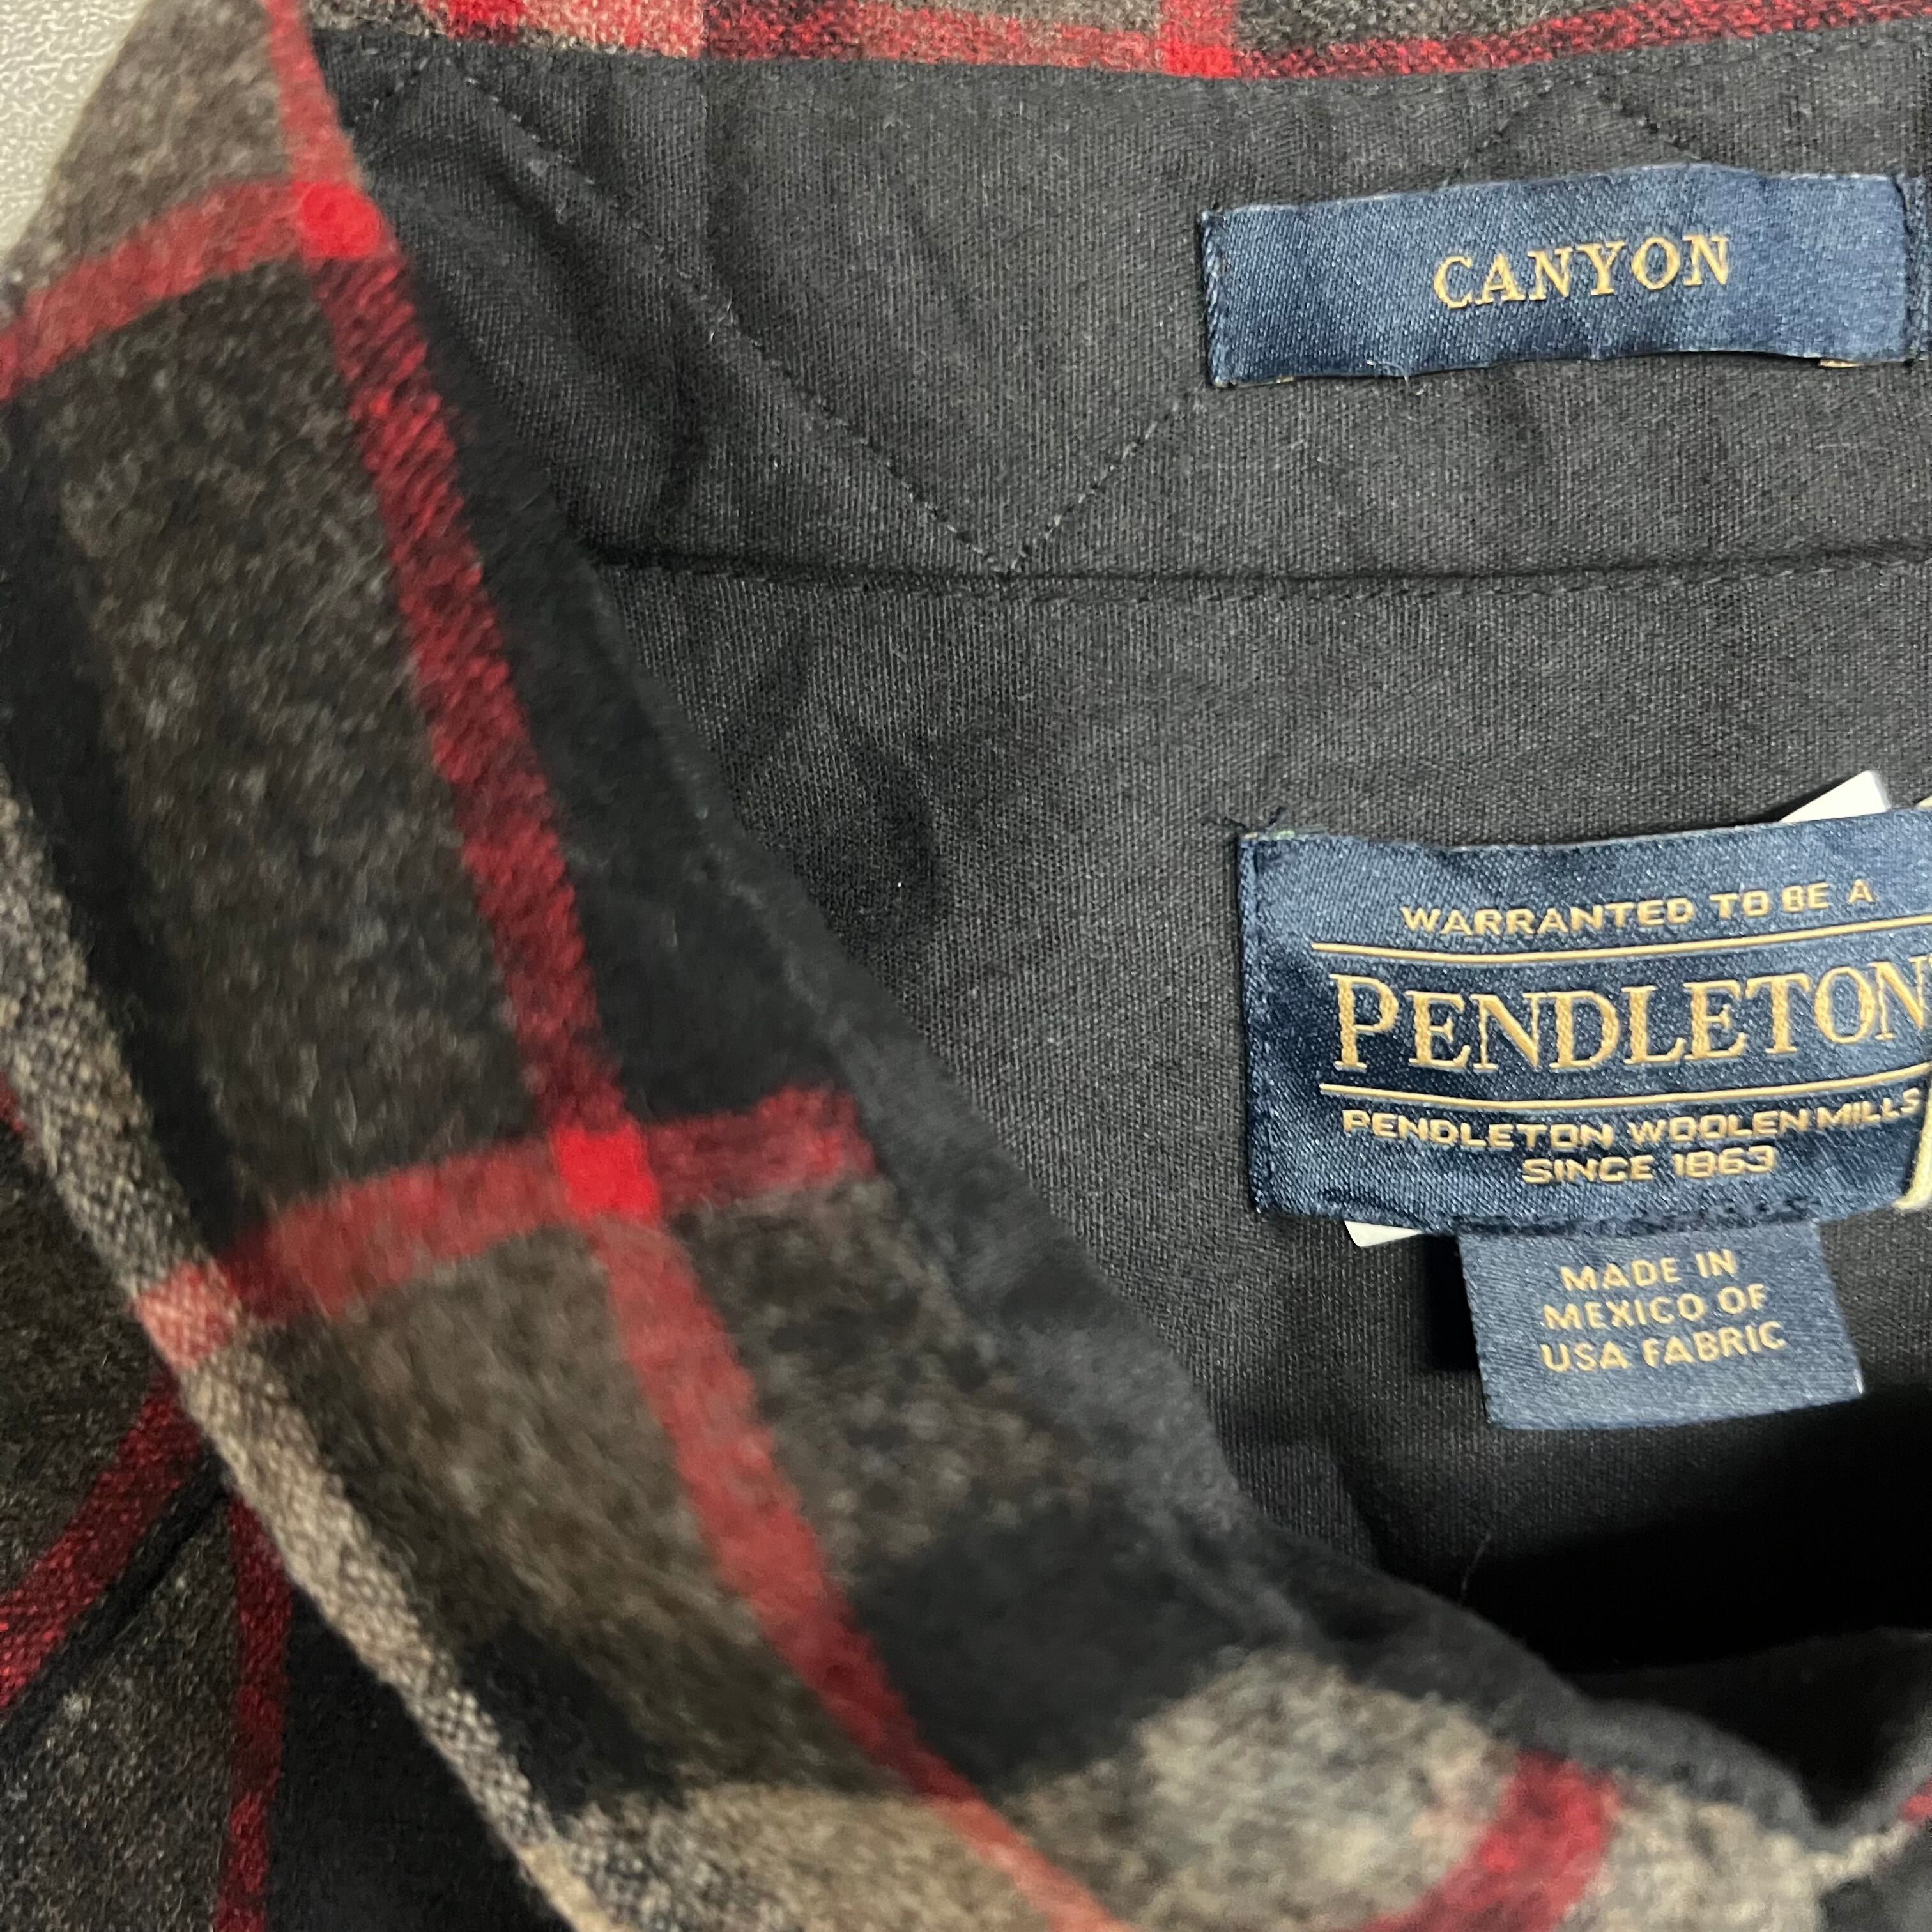 CANYON
WARRANTED TO BE A
PENDLETON
PENDLETON WOOLEN MILLS
SINCE 1863
MADE IN
MEXICO OF
USA FABRIC